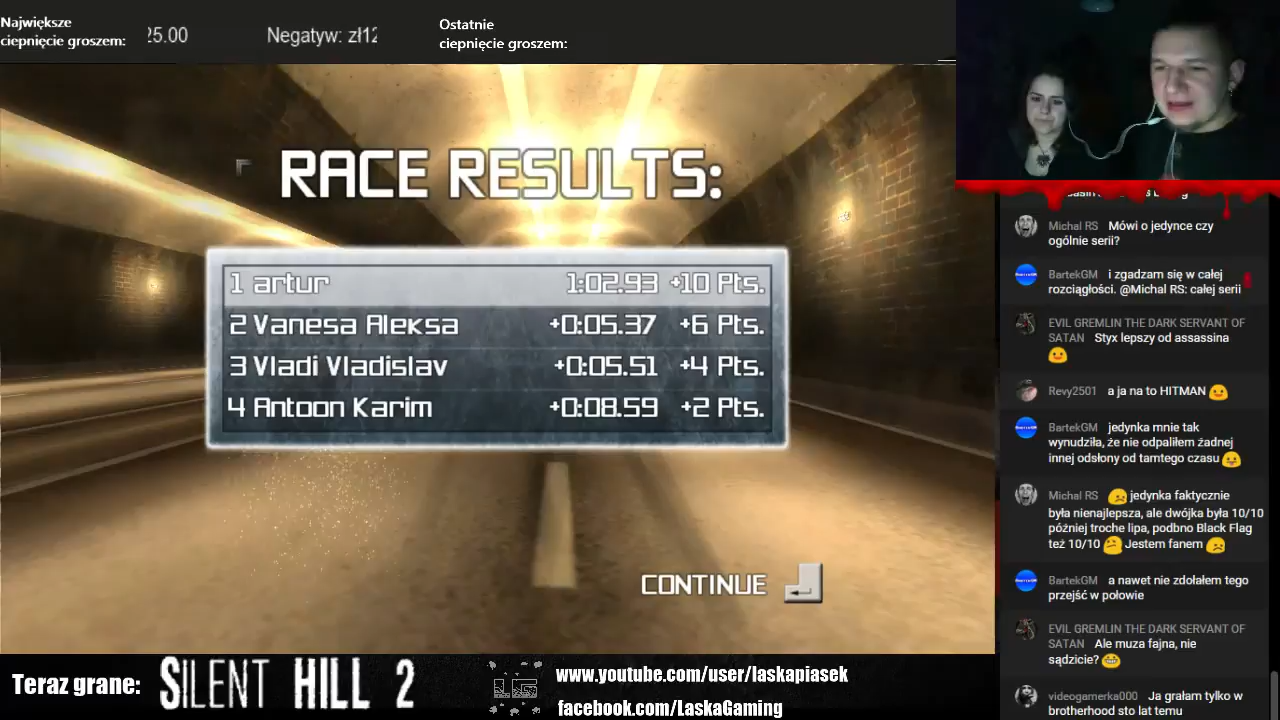 Największe
ciepnięcie groszem:
25.00
Negatyw: zł12
Ostatnie
ciepnięcie groszem:
RACE RESULTS:
1 artur 1:02.93 +10 Pts.
2 Vanesa Aleksa +0:05.37 +6 Pts.
3 Vladi Vladislav +0:05.51 +4 Pts.
4 Antoon Karim +0:08.59 +2 Pts.
CONTINUE
Michal RS Mówi o jedynce czy
ogólnie serii?
BartekGM i zgadzam się w całej
rozciągłości. @Michal RS: całej serii
EVIL GREMLIN THE DARK SERVANT OF
SATAN Styx lepszy od assassina
Revy2501 a ja na to HITMAN
BartekGM jedynka mnie tak
wynudziła, że nie odpaliłem żadnej
innej odsłony od tamtego czasu
Michal RS jedynka faktycznie
była nienajlepsza, ale dwójka była 10/10
później troche lipa, podbno Black Flag
też 10/10 Jestem fanem
BartekGM a nawet nie zdołałem tego
przejść w połowie
EVIL GREMLIN THE DARK SERVANT OF
SATAN Ale muza fajna, nie
sądzicie?
videogamerka000 Ja grałam tylko w
brotherhood sto lat temu
Teraz grane: SILENT HILL 2
LG
www.youtube.com/user/laskapiasek
facebook.com/LaskaGaming